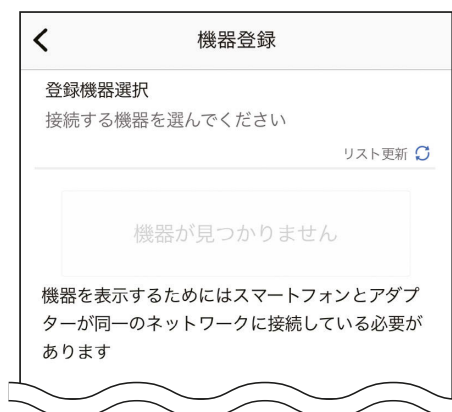 機器登録
登録機器選択
接続する機器を選んでください
リスト更新
機器が見つかりません
機器を表示するためにはスマートフォンとアダプ
ターが同一のネットワークに接続している必要が
あります